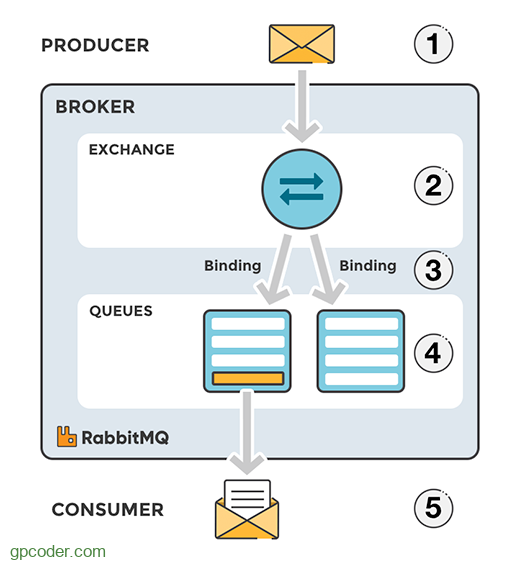 PRODUCER
1
BROKER
EXCHANGE
2
Binding
Binding
3
QUEUES
4
RabbitMQ
CONSUMER
5
gpcoder.com